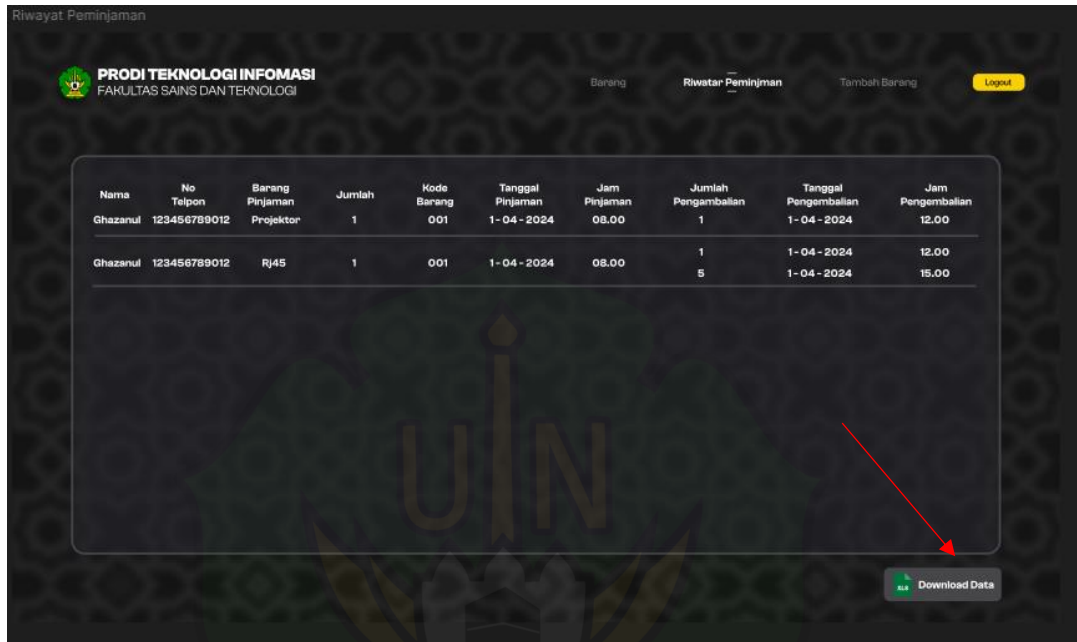 Riwayat Peminjaman
PRODI TEKNOLOGI INFOMASI
FAKULTAS SAINS DAN TEKNOLOGI
Barang Riwatar Peminjman Tambah Barang Logout
Nama No Telpon Barang Pinjaman Jumlah Kode Barang Tanggal Pinjaman Jam Pinjaman Jumlah Pengambalian Tanggal Pengembalian Jam Pengembalian
Ghazanul 123456789012 Projektor 1 001 1-04-2024 08.00 1 1-04-2024 12.00
Ghazanul 123456789012 Rj45 1 001 1-04-2024 08.00 1 1-04-2024 12.00
5 1-04-2024 15.00
UIN
XLS Download Data